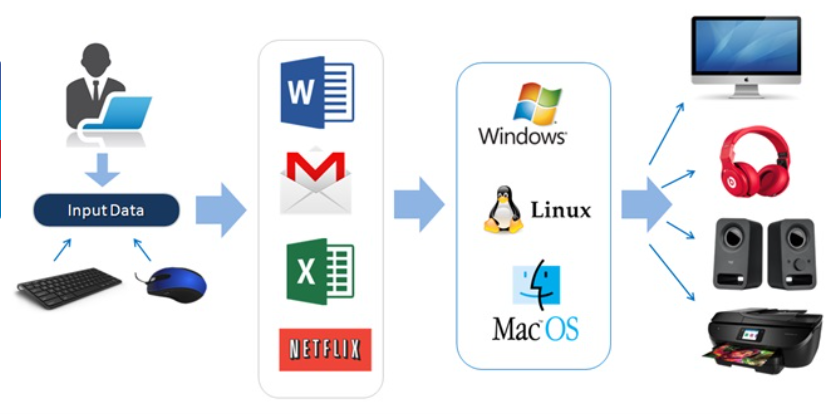 Input Data
W
M
X
NETFLIX
Windows
Linux
Mac OS